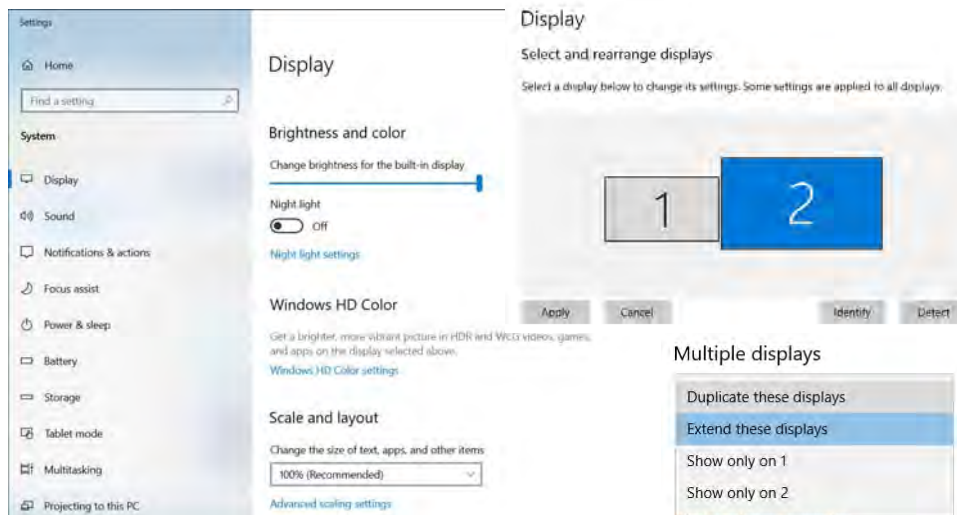 Settings
Home
Find a setting
System
Display
Sound
Notifications & actions
Focus assist
Power & sleep
Battery
Storage
Tablet mode
Multitasking
Projecting to this PC
Display
Brightness and color
Change brightness for the built-in display
Night light
Off
Night light settings
Windows HD Color
Get a brighter, more vibrant picture in HDR and WCG videos, games,
and apps on the display selected above.
Windows HD Color settings
Scale and layout
Change the size of text, apps, and other items
100% (Recommended)
Advanced scaling settings
Display
Select and rearrange displays
Select a display below to change its settings. Some settings are applied to all displays.
1
2
Apply
Cancel
Identify
Detect
Multiple displays
Duplicate these displays
Extend these displays
Show only on 1
Show only on 2